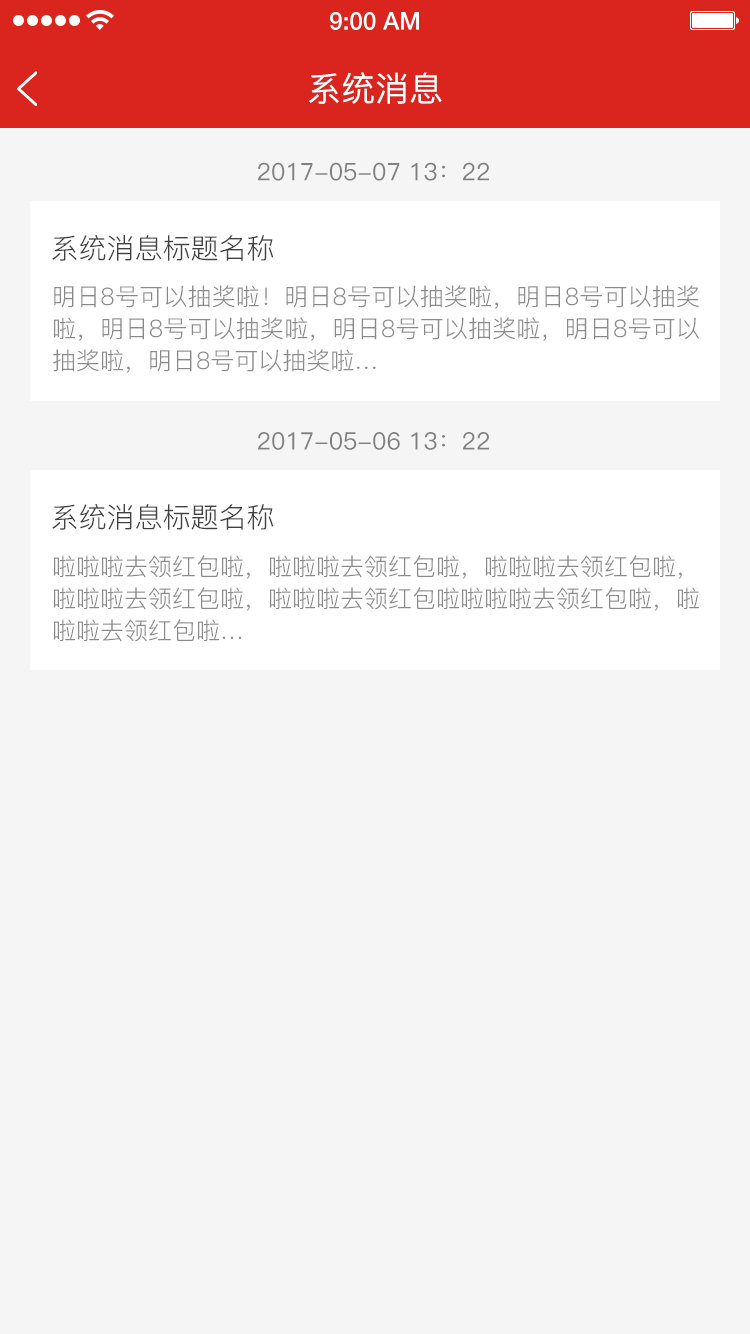 9:00 AM
系统消息
2017-05-07 13：22
系统消息标题名称
明日8号可以抽奖啦！明日8号可以抽奖啦，明日8号可以抽奖
啦，明日8号可以抽奖啦，明日8号可以抽奖啦，明日8号可以
抽奖啦，明日8号可以抽奖啦...
2017-05-06 13：22
系统消息标题名称
啦啦啦去领红包啦，啦啦啦去领红包啦，啦啦啦去领红包啦，
啦啦啦去领红包啦，啦啦啦去领红包啦啦啦啦去领红包啦，啦
啦啦去领红包啦...